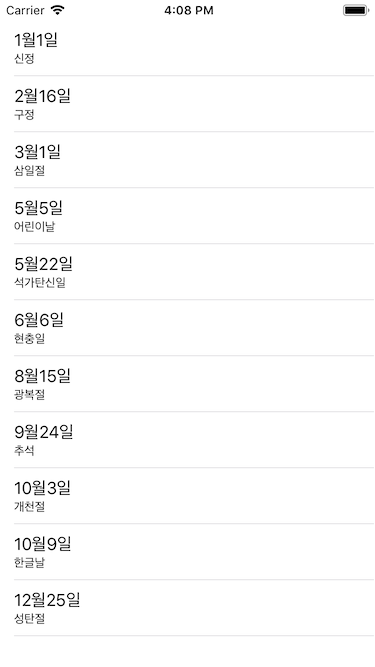 Carrier 4:08 PM
1월1일
신정
2월16일
구정
3월1일
삼일절
5월5일
어린이날
5월22일
석가탄신일
6월6일
현충일
8월15일
광복절
9월24일
추석
10월3일
개천절
10월9일
한글날
12월25일
성탄절